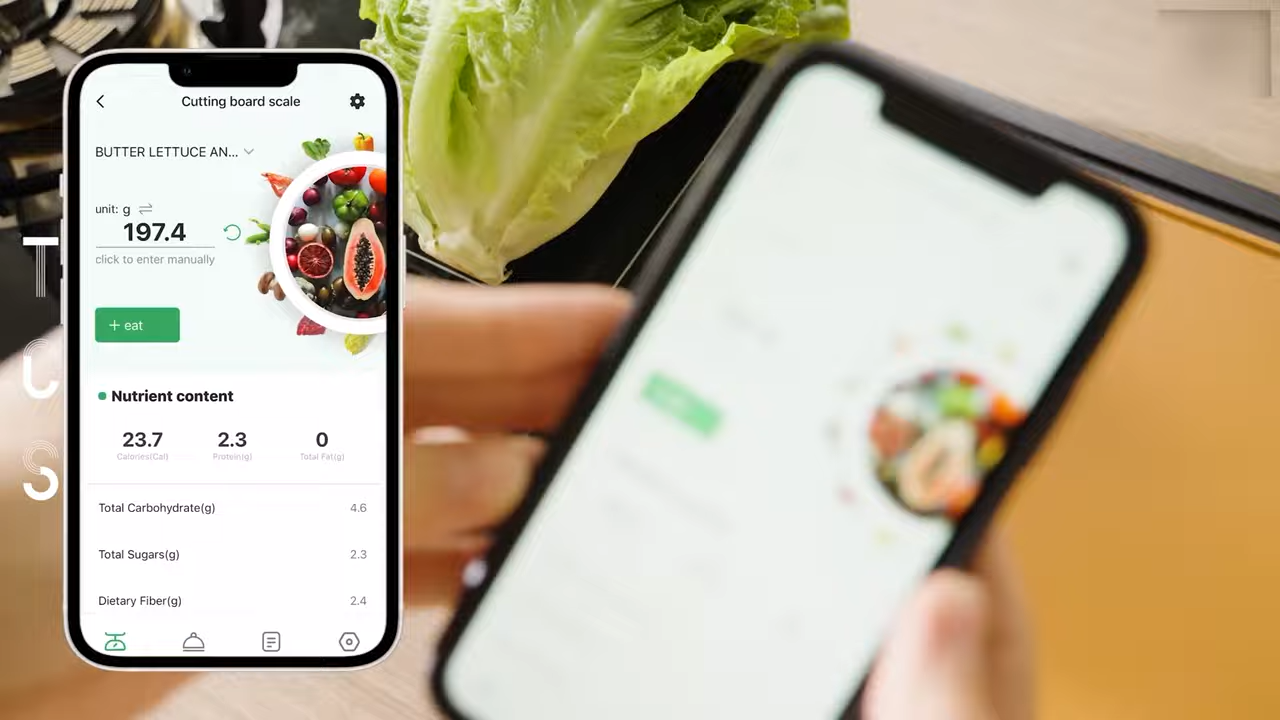 Cutting board scale
BUTTER LETTUCE AN...
unit: g
197.4
click to enter manually
+ eat
Nutrient content
23.7 2.3 0
Calories(Cal) Protein(g) Total Fat(g)
Total Carbohydrate(g) 4.6
Total Sugars(g) 2.3
Dietary Fiber(g) 2.4
T
U
S